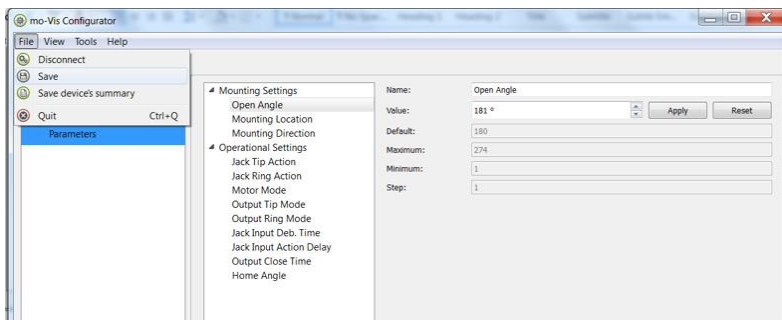 mo-Vis Configurator
File View Tools Help
Disconnect
Save
Save device's summary
Quit Ctrl+Q
Parameters
Mounting Settings
Open Angle
Mounting Location
Mounting Direction
Operational Settings
Jack Tip Action
Jack Ring Action
Motor Mode
Output Tip Mode
Output Ring Mode
Jack Input Deb. Time
Jack Input Action Delay
Output Close Time
Home Angle
Name: Open Angle
Value: 181 º Apply Reset
Default: 180
Maximum: 274
Minimum: 1
Step: 1